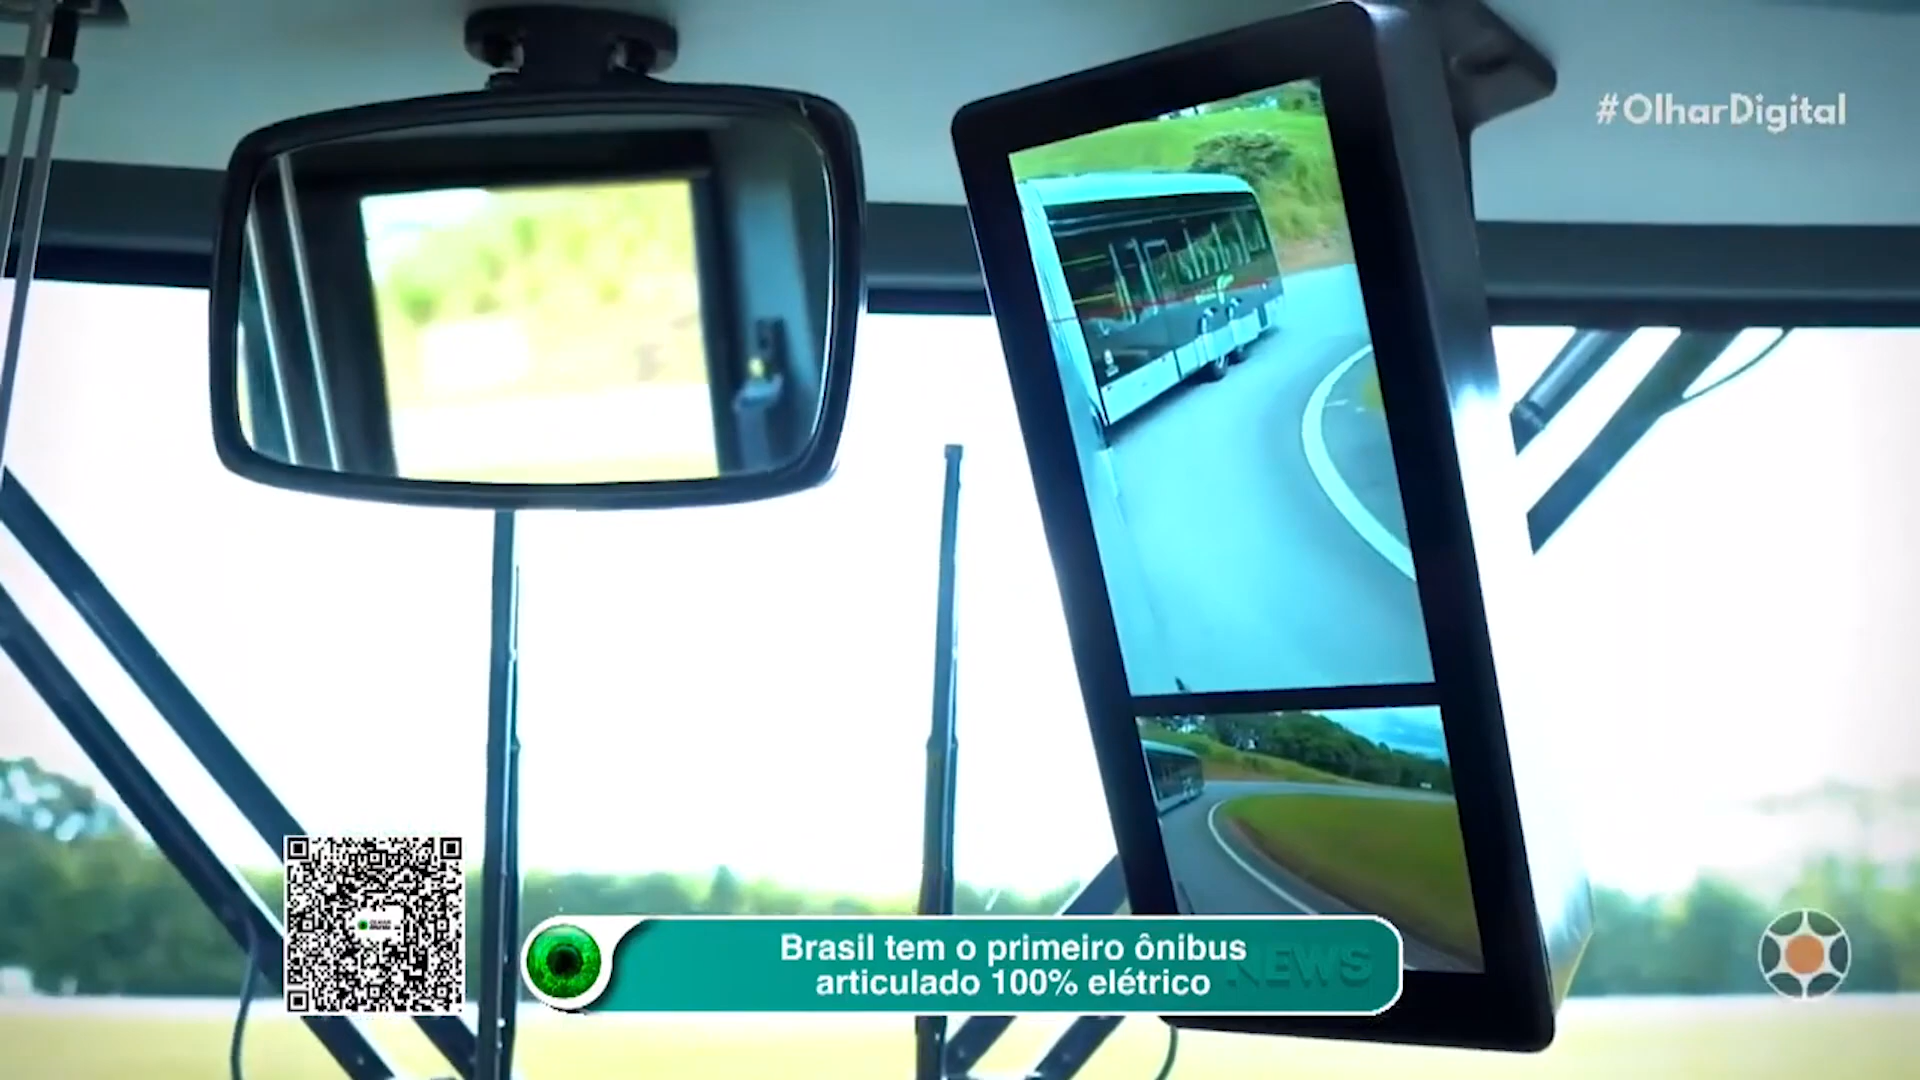 #OlharDigital
Brasil tem o primeiro ônibus
articulado 100% elétrico
NEWS